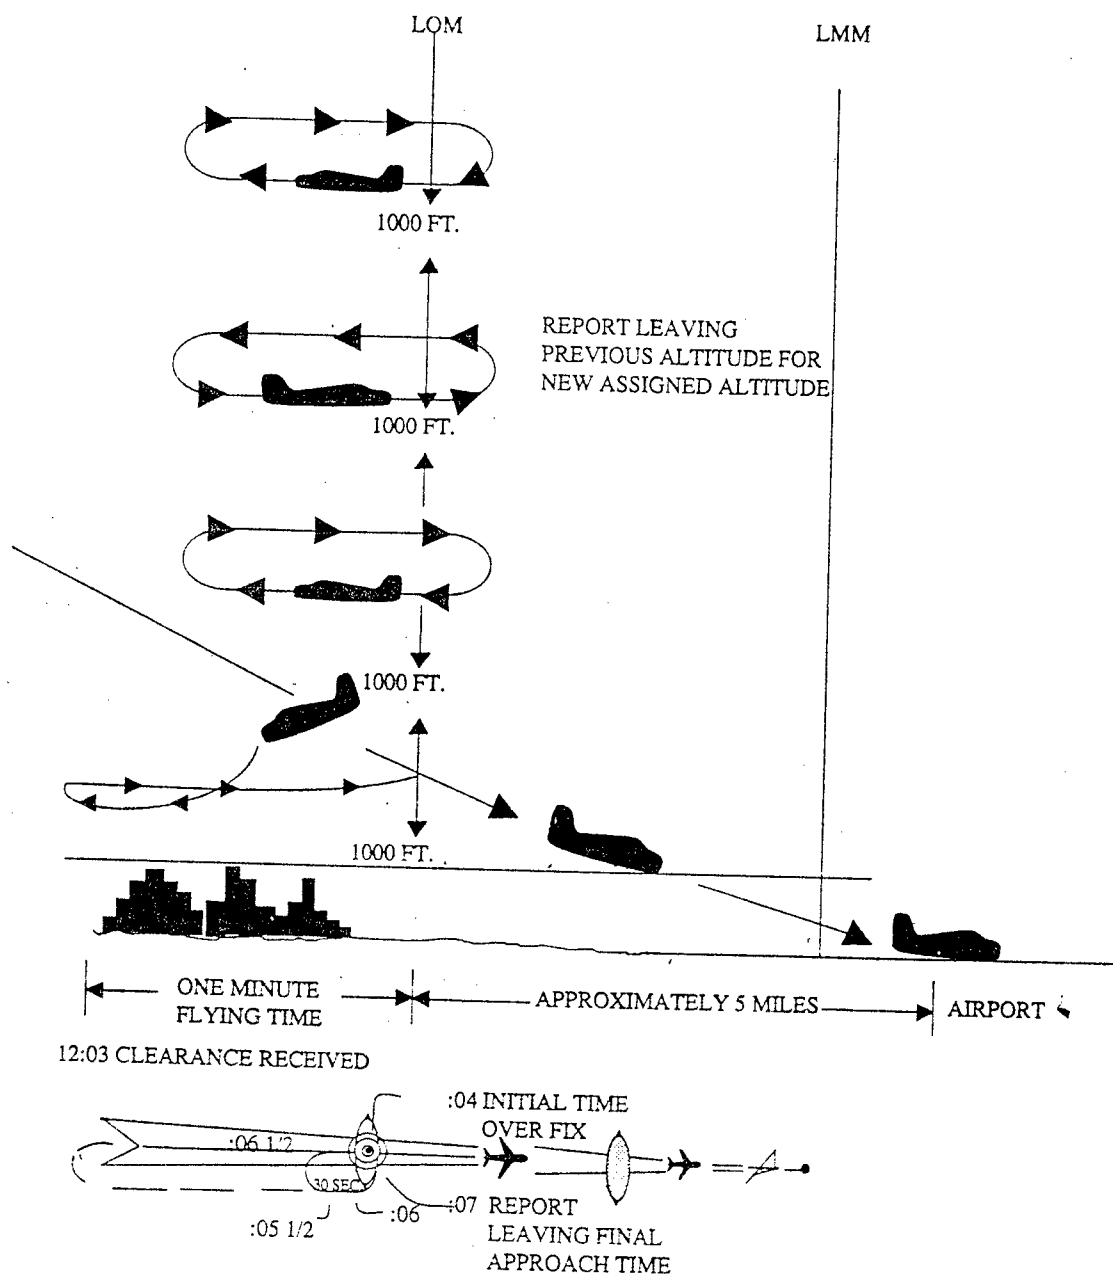 LOM
LMM
1000 FT.
REPORT LEAVING
PREVIOUS ALTITUDE FOR
NEW ASSIGNED ALTITUDE
1000 FT.
1000 FT.
1000 FT.
ONE MINUTE
FLYING TIME
APPROXIMATELY 5 MILES
AIRPORT
12:03 CLEARANCE RECEIVED
:04 INITIAL TIME
OVER FIX
:06 1/2
30 SEC.
:05 1/2
:06
:07 REPORT
LEAVING FINAL
APPROACH TIME